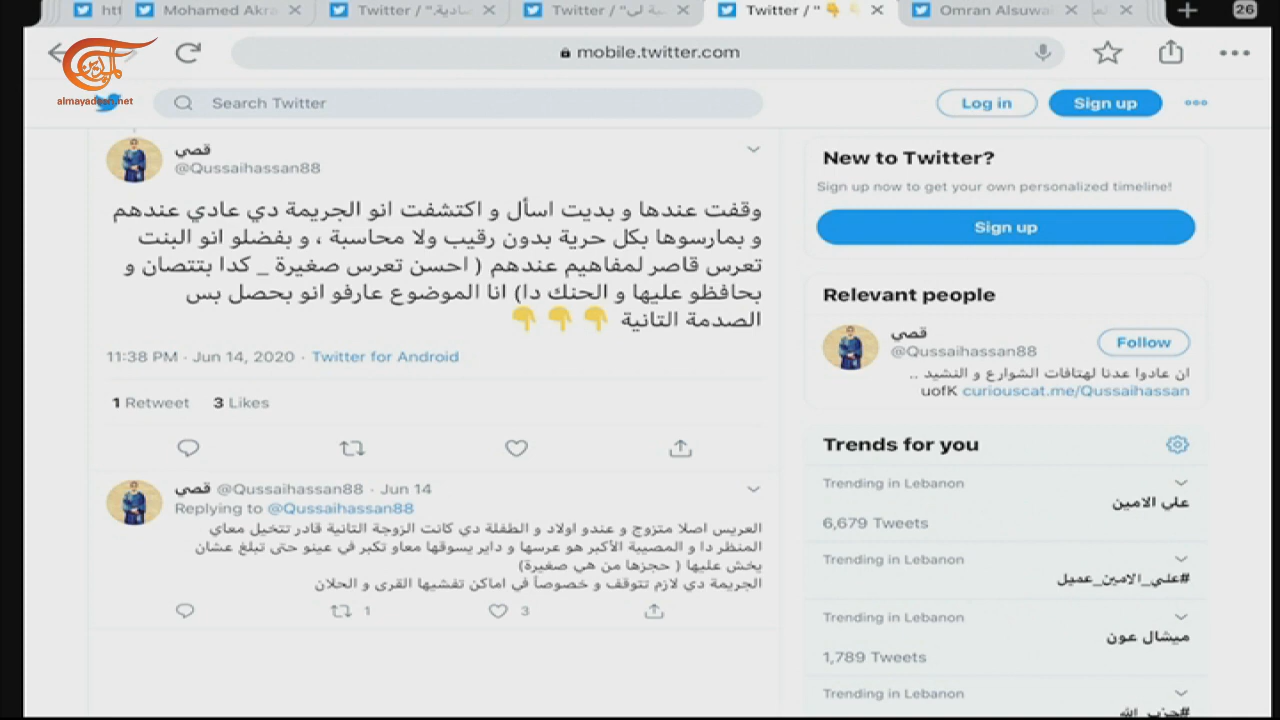 Mohamed Akra
Twitter / "
Twitter / "
Twitter / "👇
Omran Alsuwa
26
mobile.twitter.com
الميادين
almayadeen.net
Search Twitter
Log in
Sign up
قصي
@Qussaihassan88
وقفت عندها و بديت اسأل و اكتشفت انو الجريمة دي عادي عندهم
و بمارسوها بكل حرية بدون رقيب ولا محاسبة ، و بفضلو انو البنت
تعرس قاصر لمفاهيم عندهم ( احسن تعرس صغيرة _ كدا بتتصان و
بحافظو عليها و الحنك دا) انا الموضوع عارفو انو بحصل بس
الصدمة التانية 👇👇👇
11:38 PM · Jun 14, 2020 · Twitter for Android
1 Retweet 3 Likes
قصي @Qussaihassan88 · Jun 14
Replying to @Qussaihassan88
العريس اصلا متزوج و عندو اولاد و الطفلة دي كانت الزوجة التانية قادر تتخيل معاي
المنظر دا و المصيبة الأكبر هو عرسها و داير يسوقها معاو تكبر في عينو حتى تبلغ عشان
يخش عليها ( حجزها من هي صغيرة)
الجريمة دي لازم تتوقف و خصوصاً في اماكن تفشيها القرى و الحلان
1 3
New to Twitter?
Sign up now to get your own personalized timeline!
Sign up
Relevant people
قصي
@Qussaihassan88
Follow
ان عادوا عدنا لهتافات الشوارع و النشيد ..
uofK curiouscat.me/Qussaihassan
Trends for you
Trending in Lebanon
علي الامين
6,679 Tweets
Trending in Lebanon
#علي_الامين_عميل
Trending in Lebanon
ميشال عون
1,789 Tweets
Trending in Lebanon
#حزب_الله